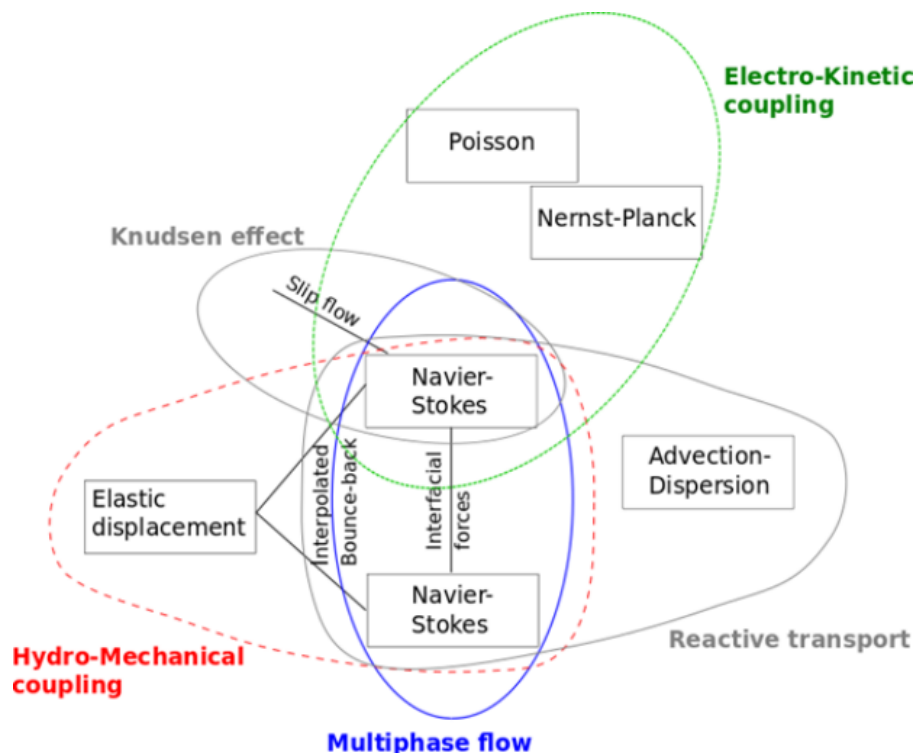 Electro-Kinetic
coupling
Poisson
Nernst-Planck
Knudsen effect
Slip flow
Navier-
Stokes
Interpolated
Bounce-back
Interfacial
forces
Advection-
Dispersion
Elastic
displacement
Navier-
Stokes
Reactive transport
Hydro-Mechanical
coupling
Multiphase flow